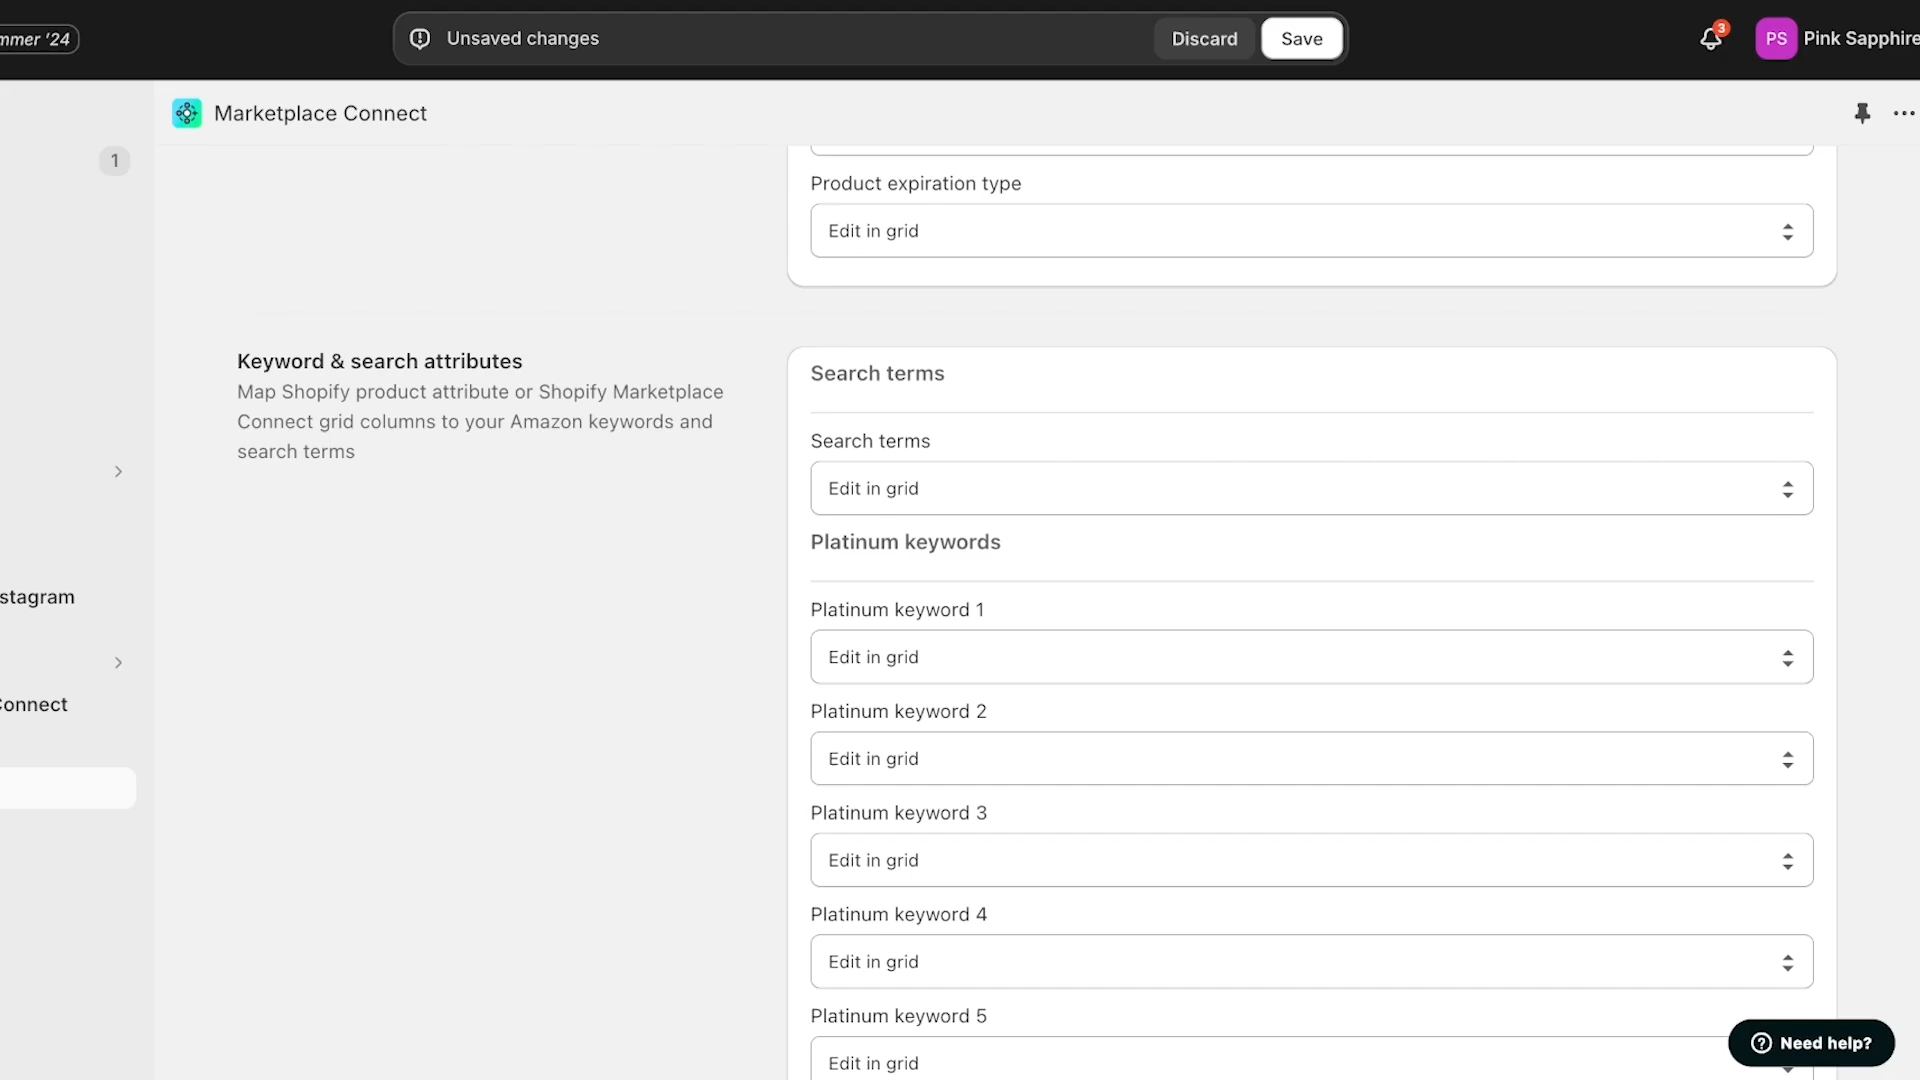 mmer '24
Unsaved changes
Discard
Save
3
PS
Pink Sapphire
Marketplace Connect
1
Product expiration type
Edit in grid
Keyword & search attributes
Map Shopify product attribute or Shopify Marketplace
Connect grid columns to your Amazon keywords and
search terms
Search terms
Search terms
Edit in grid
Platinum keywords
Platinum keyword 1
Edit in grid
stagram
Platinum keyword 2
Connect
Edit in grid
Platinum keyword 3
Edit in grid
Platinum keyword 4
Edit in grid
Platinum keyword 5
Edit in grid
Need help?